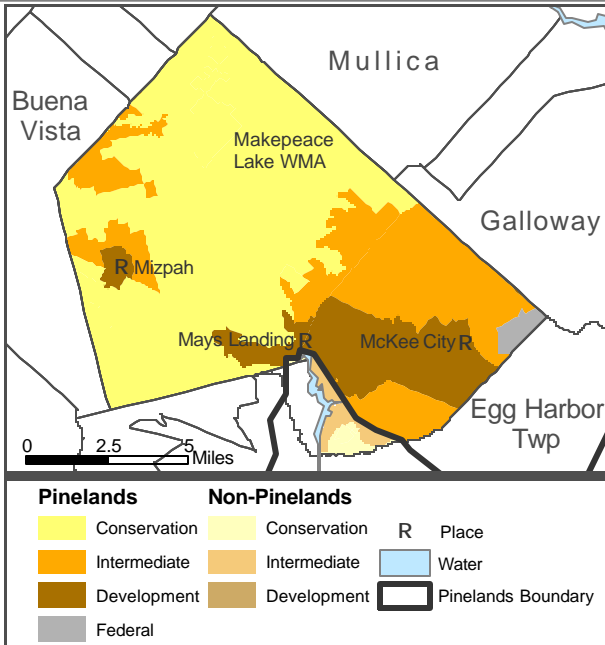 Mullica
Buena
Vista
Makepeace
Lake WMA
Galloway
R Mizpah
Mays Landing R
McKee City R
Egg Harbor
Twp
0 2.5 5
Miles
Pinelands Non-Pinelands
Conservation Conservation R Place
Intermediate Intermediate Water
Development Development Pinelands Boundary
Federal